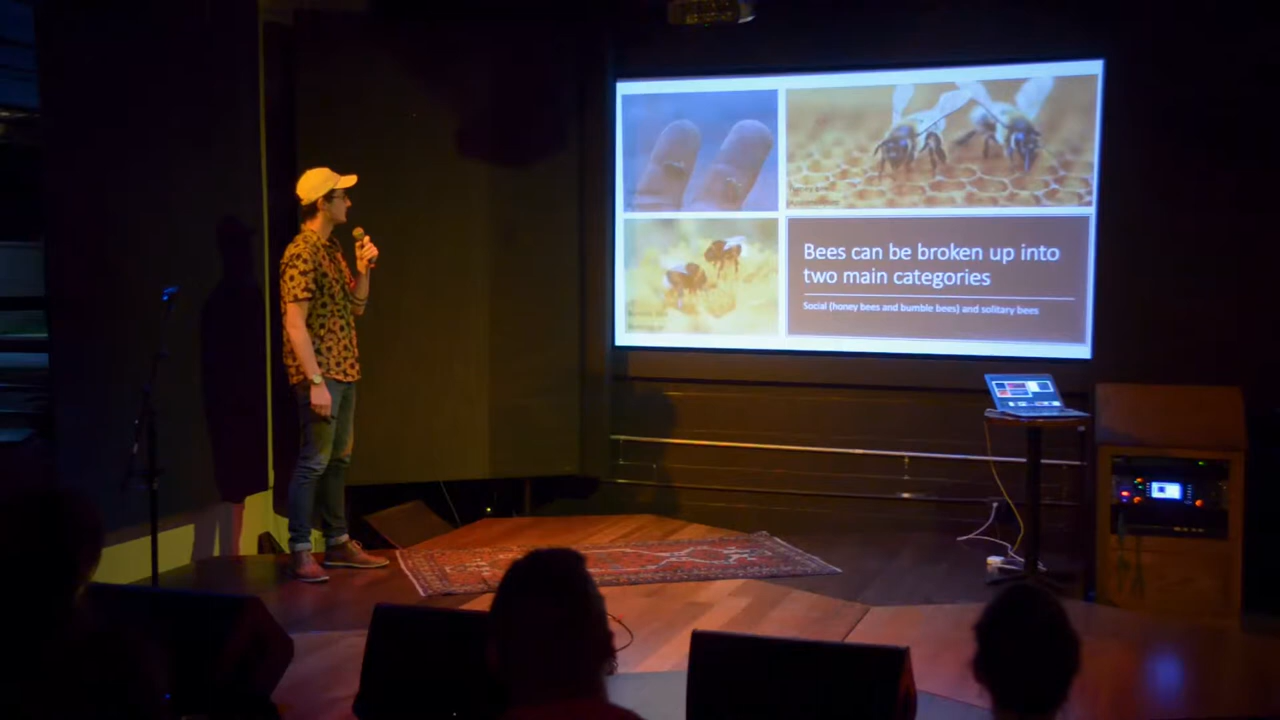 Bees can be broken up into
two main categories
Social (honey bees and bumble bees) and solitary bees